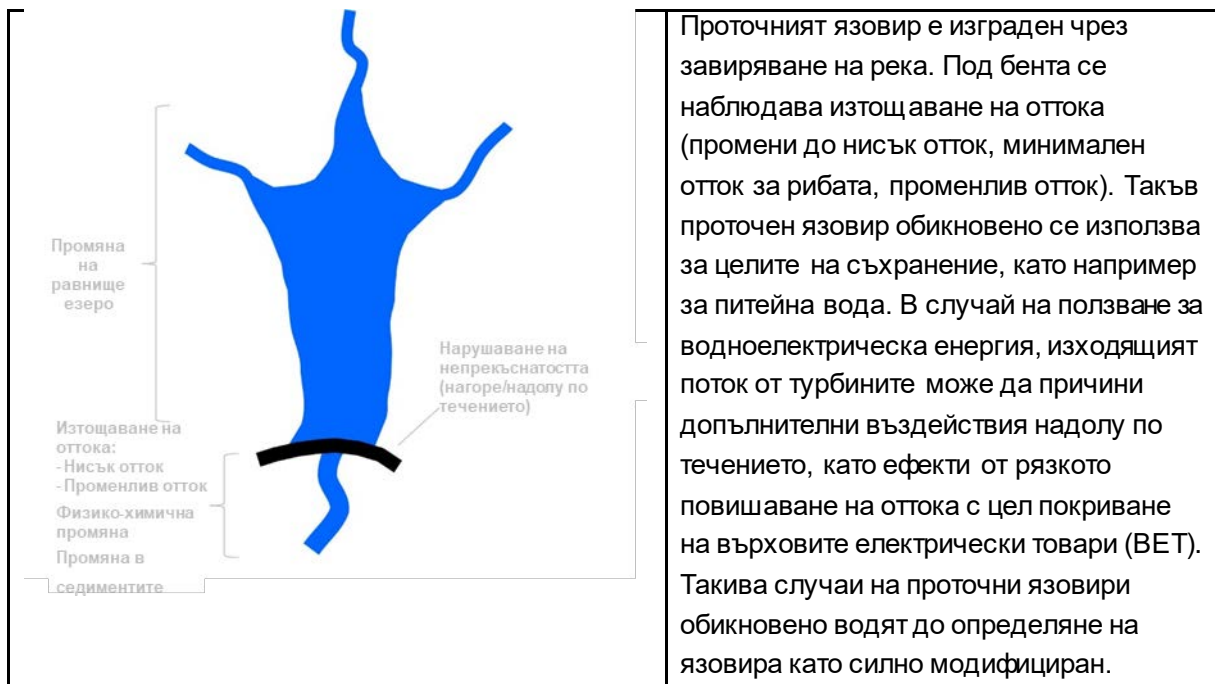 Промяна
на
равнище
езеро
Нарушаване на
непрекъснатостта
(нагоре/надолу по
течението)
Изтощаване на
оттока:
- Нисък отток
- Променлив отток
Физико-химична
промяна
Промяна в
седиментите
Проточният язовир е изграден чрез
завиряване на река. Под бента се
наблюдава изтощаване на оттока
(промени до нисък отток, минимален
отток за рибата, променлив отток). Такъв
проточен язовир обикновено се използва
за целите на съхранение, като например
за питейна вода. В случай на ползване за
водноелектрическа енергия, изходящият
поток от турбините може да причини
допълнителни въздействия надолу по
течението, като ефекти от рязкото
повишаване на оттока с цел покриване
на върховите електрически товари (ВЕТ).
Такива случаи на проточни язовири
обикновено водят до определяне на
язовира като силно модифициран.